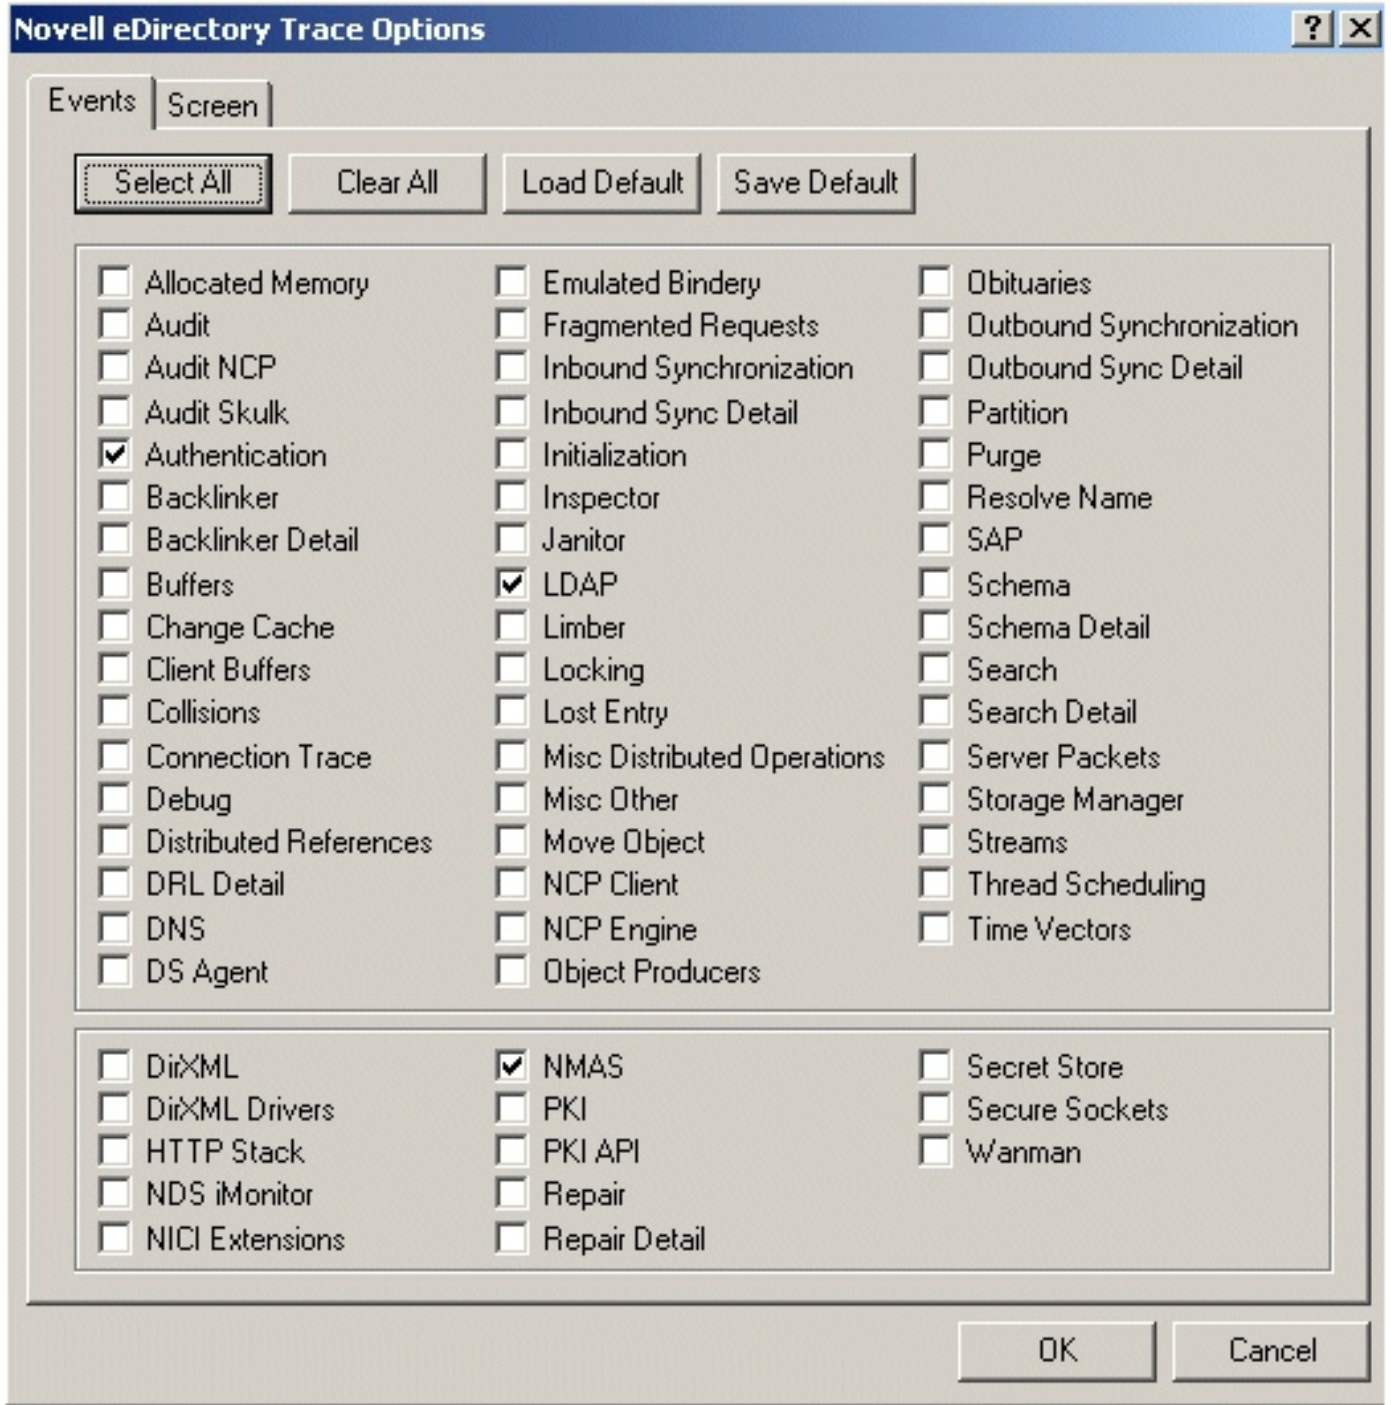 Novell eDirectory Trace Options
Events Screen
Select All Clear All Load Default Save Default
Allocated Memory Emulated Bindery Obituaries
Audit Fragmented Requests Outbound Synchronization
Audit NCP Inbound Synchronization Outbound Sync Detail
Audit Skulk Inbound Sync Detail Partition
Authentication Initialization Purge
Backlinker Inspector Resolve Name
Backlinker Detail Janitor SAP
Buffers LDAP Schema
Change Cache Limber Schema Detail
Client Buffers Locking Search
Collisions Lost Entry Search Detail
Connection Trace Misc Distributed Operations Server Packets
Debug Misc Other Storage Manager
Distributed References Move Object Streams
DRL Detail NCP Client Thread Scheduling
DNS NCP Engine Time Vectors
DS Agent Object Producers
DirXML NMAS Secret Store
DirXML Drivers PKI Secure Sockets
HTTP Stack PKI API Wanman
NDS iMonitor Repair
NICI Extensions Repair Detail
OK Cancel